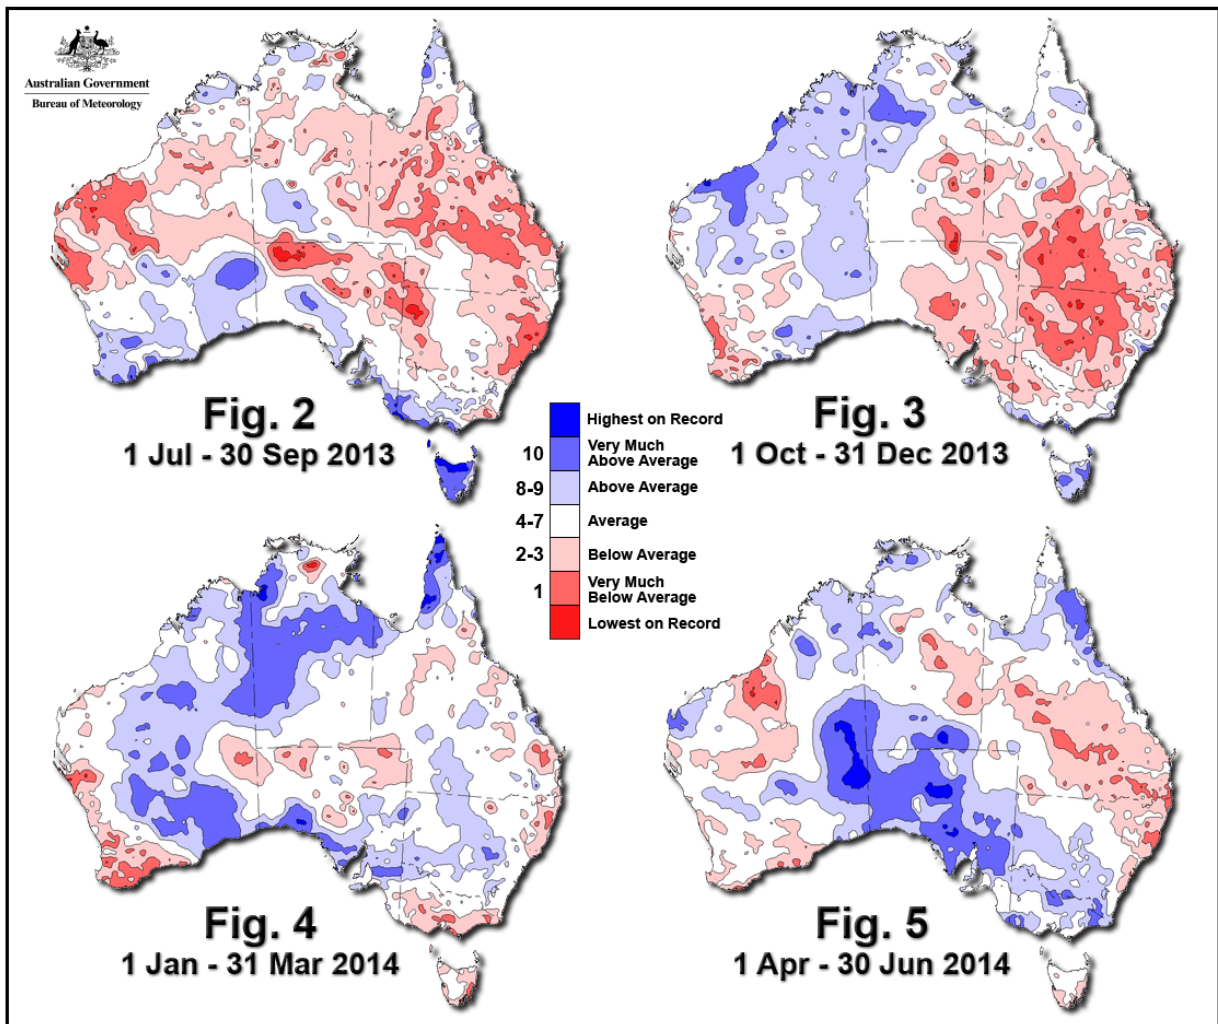 Australian Government
Bureau of Meteorology
Fig. 2
1 Jul - 30 Sep 2013
Fig. 3
1 Oct - 31 Dec 2013
Highest on Record
10 Very Much
Above Average
8-9 Above Average
4-7 Average
2-3 Below Average
1 Very Much
Below Average
Lowest on Record
Fig. 4
1 Jan - 31 Mar 2014
Fig. 5
1 Apr - 30 Jun 2014